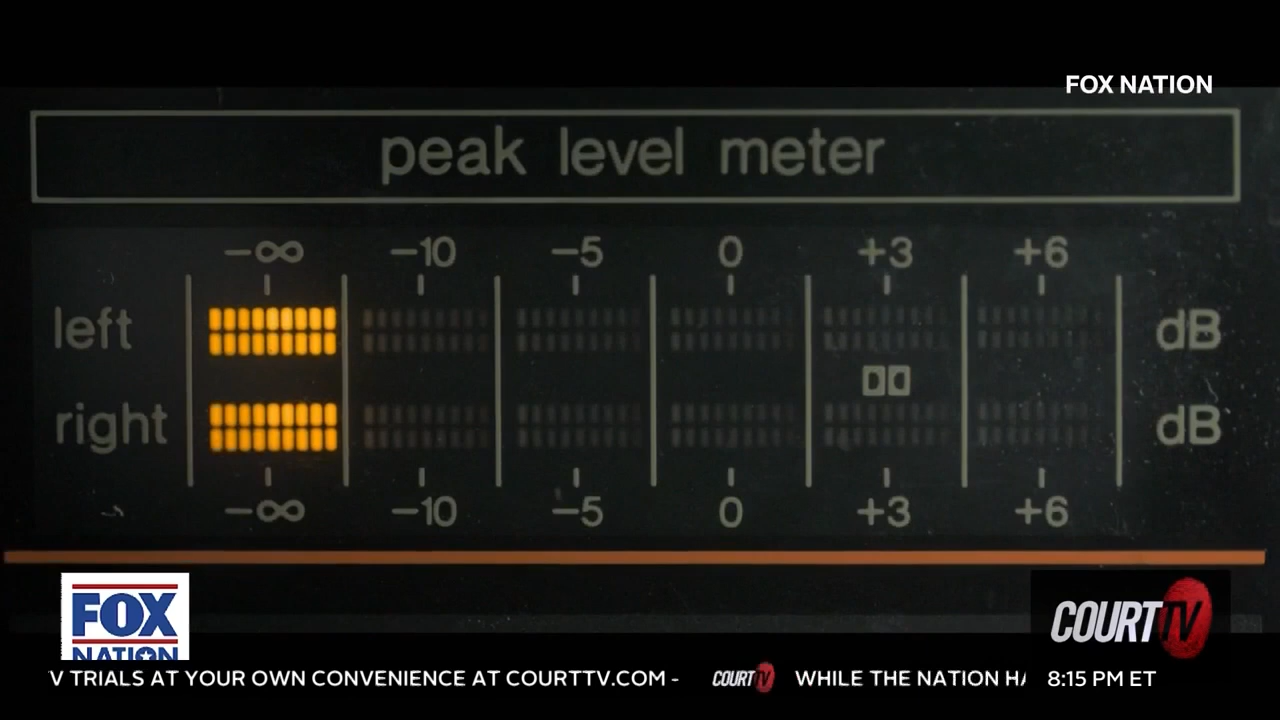 FOX NATION
peak level meter
-∞ -10 -5 0 +3 +6
left dB
right dB
-∞ -10 -5 0 +3 +6
FOX
NATION
COURT TV
V TRIALS AT YOUR OWN CONVENIENCE AT COURTTV.COM - COURT TV WHILE THE NATION HA 8:15 PM ET